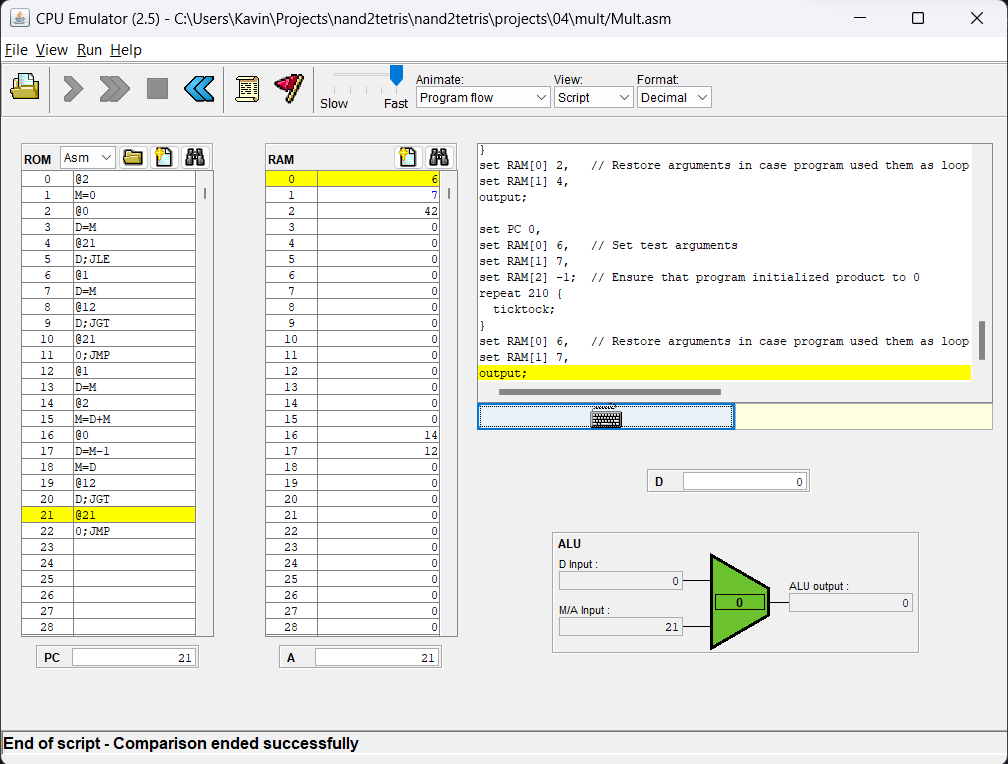 CPU Emulator (2.5) - C:\Users\Kavin\Projects\nand2tetris\nand2tetris\projects\04\mult/Mult.asm
File View Run Help
Slow Fast
Animate: View: Format:
Program flow Script Decimal
ROM Asm
0 @2
1 M=0
2 @0
3 D=M
4 @21
5 D;JLE
6 @1
7 D=M
8 @12
9 D;JGT
10 @21
11 0;JMP
12 @1
13 D=M
14 @2
15 M=D+M
16 @0
17 D=M-1
18 M=D
19 @12
20 D;JGT
21 @21
22 0;JMP
23
24
25
26
27
28
PC 21
RAM
0 6
1 7
2 42
3 0
4 0
5 0
6 0
7 0
8 0
9 0
10 0
11 0
12 0
13 0
14 0
15 0
16 14
17 12
18 0
19 0
20 0
21 0
22 0
23 0
24 0
25 0
26 0
27 0
28 0
A 21
}
set RAM[0] 2, // Restore arguments in case program used them as loop
set RAM[1] 4,
output;
set PC 0,
set RAM[0] 6, // Set test arguments
set RAM[1] 7,
set RAM[2] -1; // Ensure that program initialized product to 0
repeat 210 {
ticktock;
}
set RAM[0] 6, // Restore arguments in case program used them as loop
set RAM[1] 7,
output;
D 0
ALU
D Input :
0
M/A Input :
21
0
ALU output :
0
End of script - Comparison ended successfully